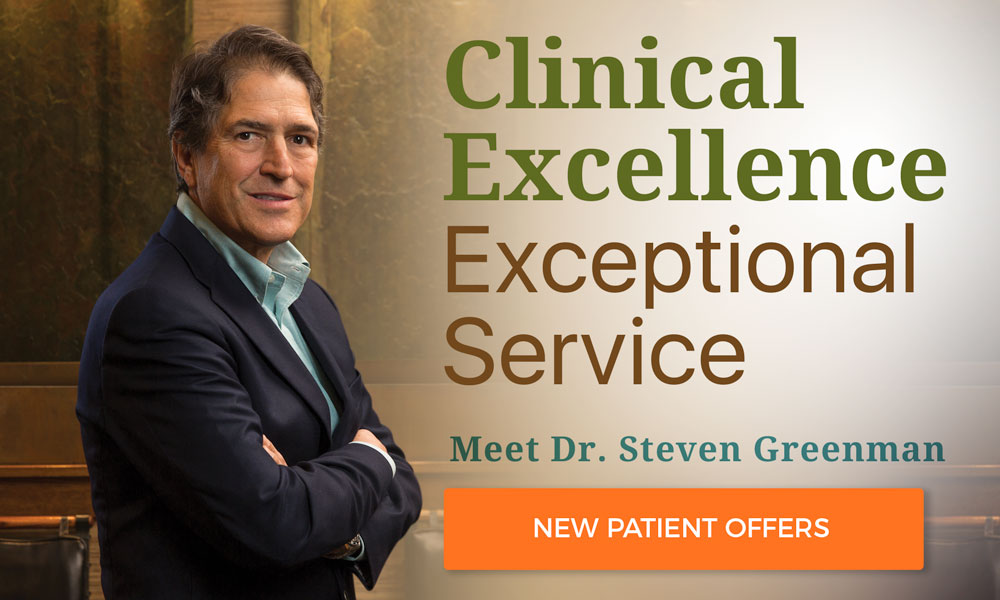 Clinical
Excellence
Exceptional
Service
Meet Dr. Steven Greenman
NEW PATIENT OFFERS